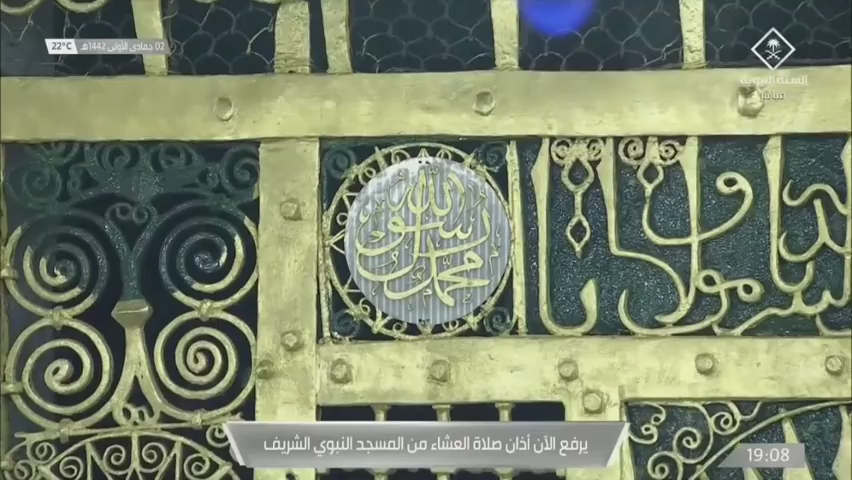 22°C 02 جمادى الأولى 1442هـ
السنة النبوية
مباشر
محمد رسول الله
يرفع الآن أذان صلاة العشاء من المسجد النبوي الشريف
19:08